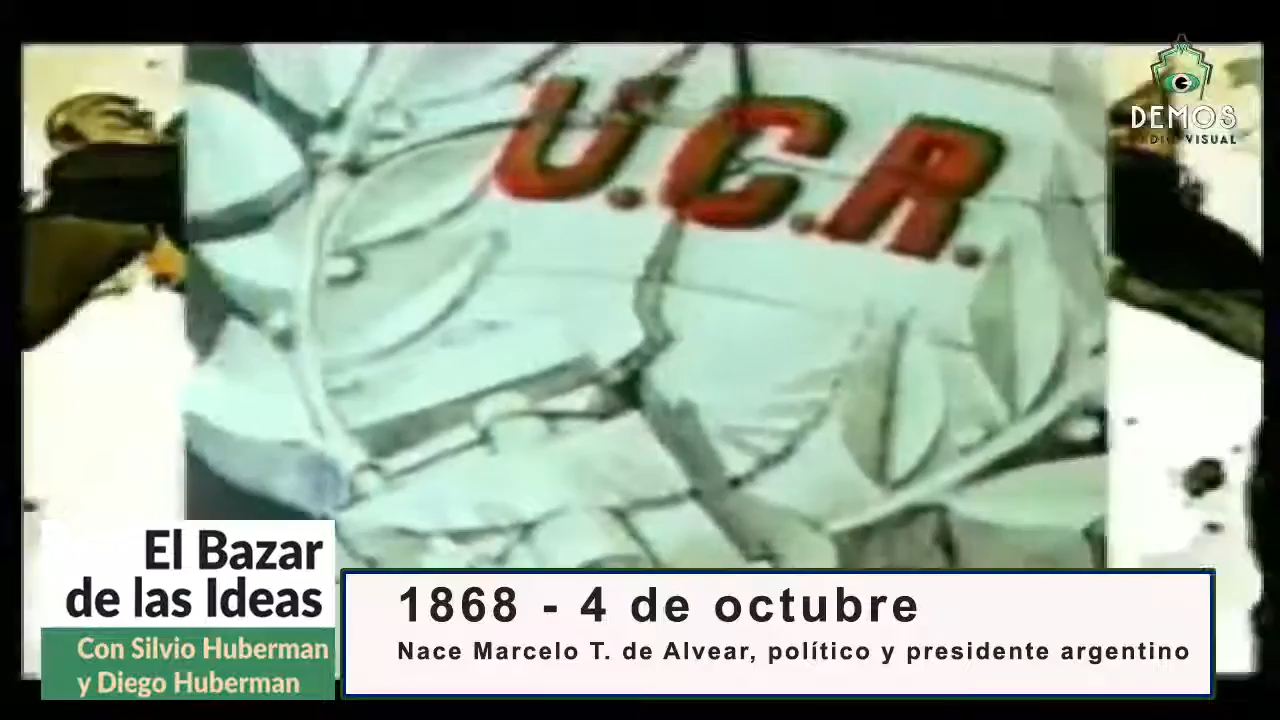 U.C.R.
DEMOS
AUDIOVISUAL
El Bazar
de las Ideas
Con Silvio Huberman
y Diego Huberman
1868 - 4 de octubre
Nace Marcelo T. de Alvear, político y presidente argentino